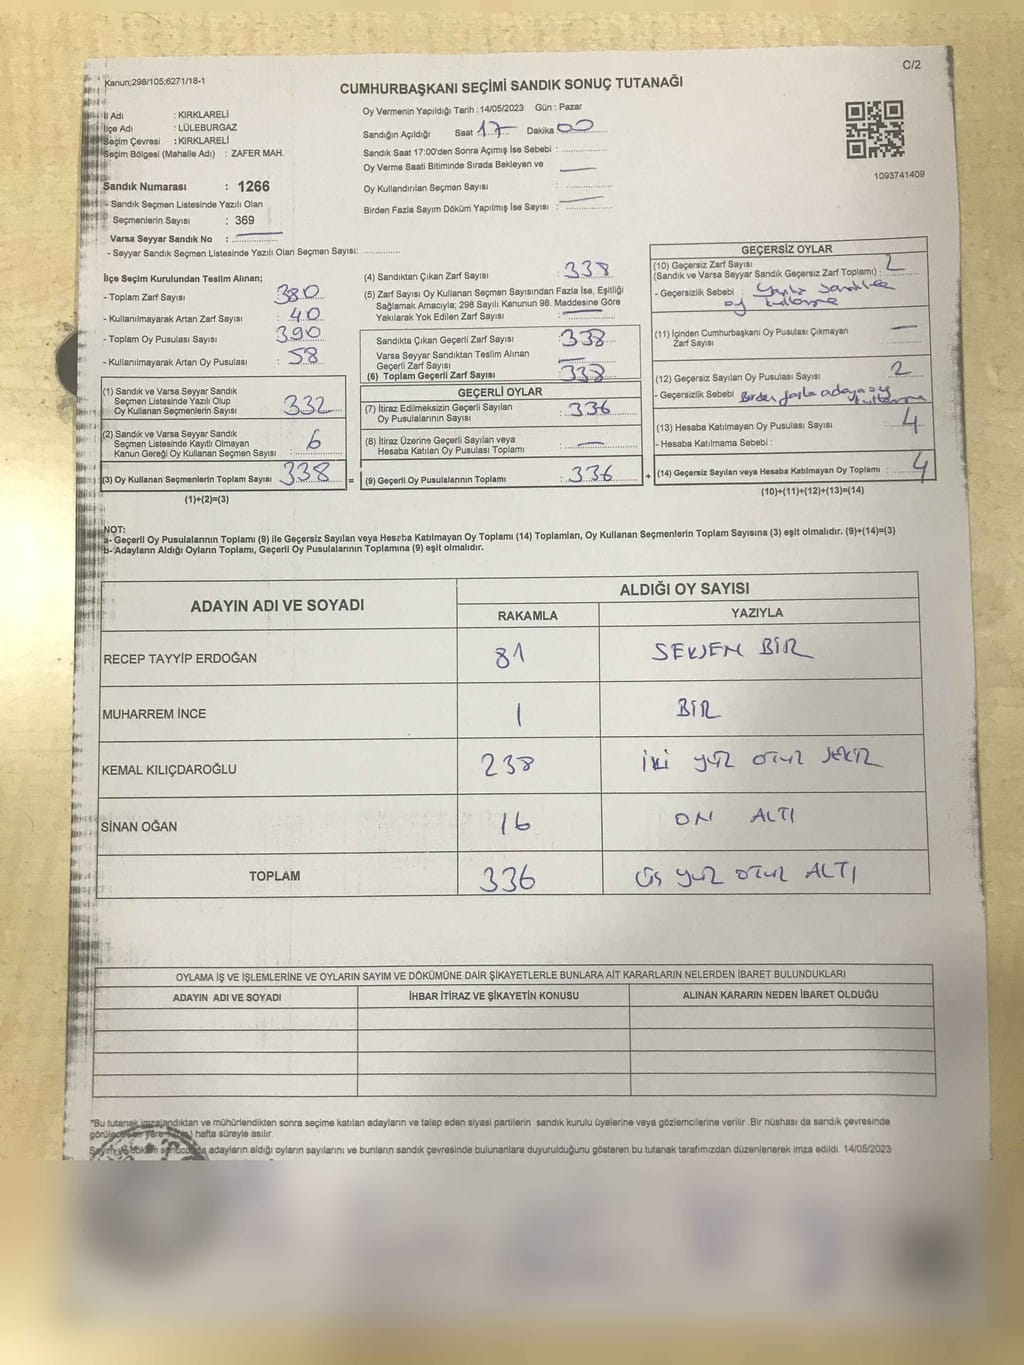 Kanun;298/105;6271/18-1
C/2
CUMHURBAŞKANI SEÇİMİ SANDIK SONUÇ TUTANAĞI
İl Adı : KIRKLARELİ
İlçe Adı : LÜLEBURGAZ
Seçim Çevresi : KIRKLARELİ
Seçim Bölgesi (Mahalle Adı) : ZAFER MAH.
Sandık Numarası : 1266
- Sandık Seçmen Listesinde Yazılı Olan
Seçmenlerin Sayısı : 369
Varsa Seyyar Sandık No :
- Seyyar Sandık Seçmen Listesinde Yazılı Olan Seçmen Sayısı:
Oy Vermenin Yapıldığı Tarih : 14/05/2023 Gün : Pazar
Sandığın Açıldığı Saat 17 Dakika 00
Sandık Saat 17:00'den Sonra Açımış İse Sebebi :
Oy Verme Saati Bitiminde Sırada Bekleyen ve
Oy Kullandırılan Seçmen Sayısı :
Birden Fazla Sayım Döküm Yapılmış İse Sayısı :
1093741409
İlçe Seçim Kurulundan Teslim Alınan;
- Toplam Zarf Sayısı : 380
- Kullanılmayarak Artan Zarf Sayısı : 40
- Toplam Oy Pusulası Sayısı : 390
- Kullanılmayarak Artan Oy Pusulası : 58
(1) Sandık ve Varsa Seyyar Sandık
Seçmen Listesinde Yazılı Olup
Oy Kullanan Seçmenlerin Sayısı : 332
(2) Sandık ve Varsa Seyyar Sandık
Seçmen Listesinde Kayıtlı Olmayan
Kanun Gereği Oy Kullanan Seçmen Sayısı : 6
(3) Oy Kullanan Seçmenlerin Toplam Sayısı : 338
(1)+(2)=(3)
(4) Sandıktan Çıkan Zarf Sayısı : 338
(5) Zarf Sayısı Oy Kullanan Seçmen Sayısından Fazla İse, Eşitliği
Sağlamak Amacıyla; 298 Sayılı Kanunun 98. Maddesine Göre
Yakılarak Yok Edilen Zarf Sayısı :
Sandıkta Çıkan Geçerli Zarf Sayısı : 338
Varsa Seyyar Sandıktan Teslim Alınan
Geçerli Zarf Sayısı :
(6) Toplam Geçerli Zarf Sayısı : 338
GEÇERLİ OYLAR
(7) İtiraz Edilmeksizin Geçerli Sayılan
Oy Pusulasının Sayısı : 336
(8) İtiraz Üzerine Geçerli Sayılan veya
Hesaba Katılan Oy Pusulası Toplamı :
= (9) Geçerli Oy Pusulalarının Toplamı : 336
GEÇERSİZ OYLAR
(10) Geçersiz Zarf Sayısı
(Sandık ve Varsa Seyyar Sandık Geçersiz Zarf Toplamı) : 2
- Geçersizlik Sebebi : Yanlış Sandıkta
oy kullanma
(11) İçinden Cumhurbaşkanı Oy Pusulası Çıkmayan
Zarf Sayısı
(12) Geçersiz Sayılan Oy Pusulası Sayısı : 2
- Geçersizlik Sebebi Birden fazla adaya oy
kullanma
(13) Hesaba Katılmayan Oy Pusulası Sayısı : 4
- Hesaba Katılmama Sebebi :
+ (14) Geçersiz Sayılan veya Hesaba Katılmayan Oy Toplamı : 4
(10)+(11)+(12)+(13)=(14)
NOT:
a- Geçerli Oy Pusulalarının Toplamı (9) ile Geçersiz Sayılan veya Hesaba Katılmayan Oy Toplamı (14) Toplamları, Oy Kullanan Seçmenlerin Toplam Sayısına (3) eşit olmalıdır. (9)+(14)=(3)
b- Adayların Aldığı Oyların Toplamı, Geçerli Oy Pusulalarının Toplamına (9) eşit olmalıdır.
ADAYIN ADI VE SOYADI
ALDIĞI OY SAYISI
RAKAMLA YAZIYLA
RECEP TAYYİP ERDOĞAN 81 SEKSEN BİR
MUHARREM İNCE 1 BİR
KEMAL KILIÇDAROĞLU 238 İKİ YÜZ OTUZ SEKİZ
SİNAN OĞAN 16 ON ALTI
TOPLAM 336 ÜÇ YÜZ OTUZ ALTI
OYLAMA İŞ VE İŞLEMLERİNE VE OYLARIN SAYIM VE DÖKÜMÜNE DAİR ŞİKAYETLERLE BUNLARA AİT KARARLARIN NELERDEN İBARET BULUNDUKLARI
ADAYIN ADI VE SOYADI İHBAR İTİRAZ VE ŞİKAYETİN KONUSU ALINAN KARARIN NEDEN İBARET OLDUĞU
"Bu tutanak imzalandıktan ve mühürlendikten sonra seçime katılan adayların ve talep eden siyasi partilerin sandık kurulu üyelerine veya gözlemcilerine verilir .Bir nüshası da sandık çevresinde
görülecek bir yere hafta süreyle asılır.
Sayım ve döküm sonucunda adayların aldığı oyların sayılarını ve bunların sandık çevresinde bulunanlara duyurulduğunu gösteren bu tutanak tarafımızdan düzenlenerek imza edildi. 14/05/2023